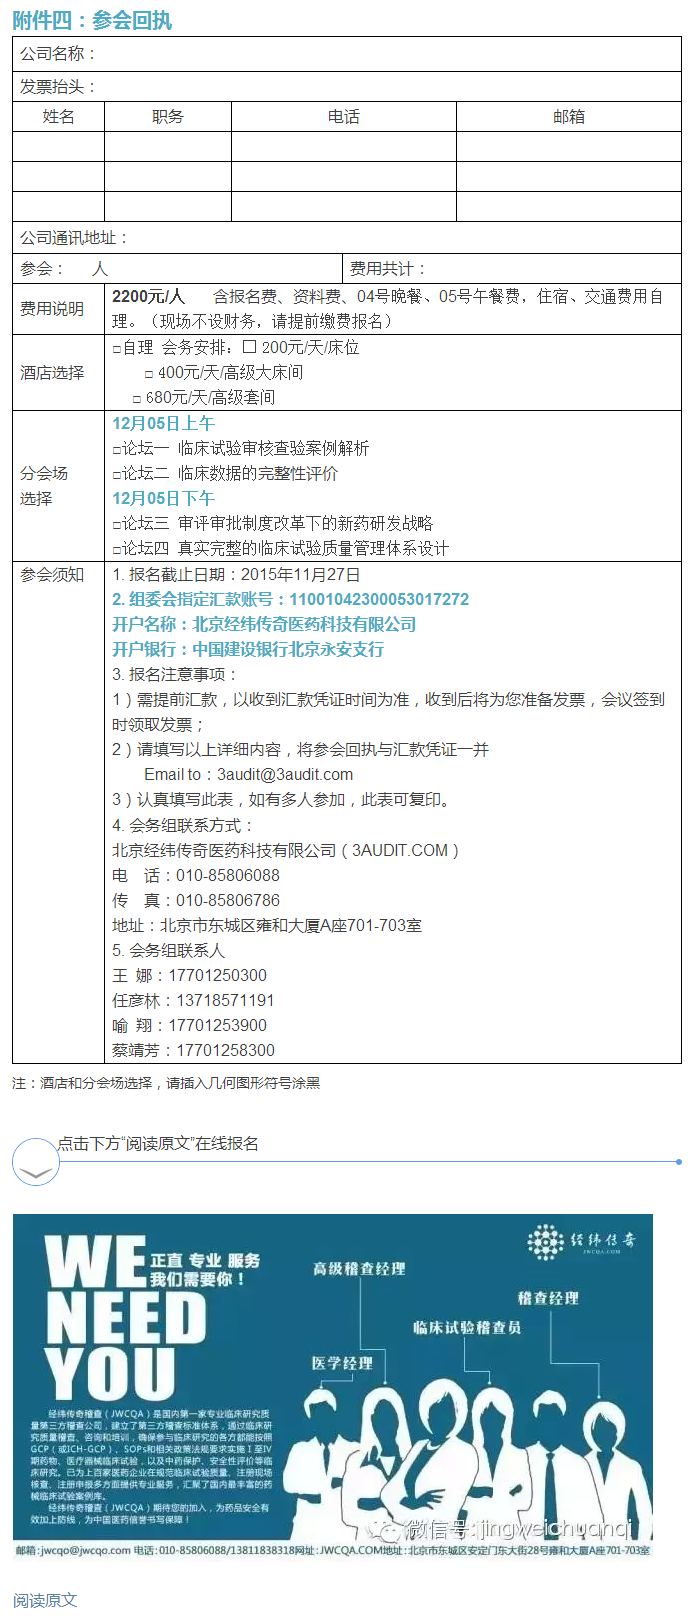 附件四：参会回执
公司名称：
发票抬头：
姓名 职务 电话 邮箱
公司通讯地址：
参会： 人 费用共计：
费用说明
2200元/人 含报名费、资料费、04号晚餐、05号午餐费，住宿、交通费用自
理。（现场不设财务，请提前缴费报名）
酒店选择
□自理 会务安排：□ 200元/天/床位
□ 400元/天/高级大床间
□ 680元/天/高级套间
分会场
选择
12月05日上午
□论坛一 临床试验审核查验案例解析
□论坛二 临床数据的完整性评价
12月05日下午
□论坛三 审评审批制度改革下的新药研发战略
□论坛四 真实完整的临床试验质量管理体系设计
参会须知
1. 报名截止日期：2015年11月27日
2. 组委会指定汇款账号：11001042300053017272
开户名称：北京经纬传奇医药科技有限公司
开户银行：中国建设银行北京永安支行
3. 报名注意事项：
1）需提前汇款，以收到汇款凭证时间为准，收到后将为您准备发票，会议签到
时领取发票；
2）请填写以上详细内容，将参会回执与汇款凭证一并
Email to：3audit@3audit.com
3）认真填写此表，如有多人参加，此表可复印。
4. 会务组联系方式：
北京经纬传奇医药科技有限公司（3AUDIT.COM）
电 话：010-85806088
传 真：010-85806786
地址：北京市东城区雍和大厦A座701-703室
5. 会务组联系人
王 娜：17701250300
任彦林：13718571191
喻 翔：17701253900
蔡靖芳：17701258300
注：酒店和分会场选择，请插入几何图形符号涂黑
点击下方“阅读原文”在线报名
经纬传奇
JWCQA.COM
WE
NEED
YOU
正直 专业 服务
我们需要你！
高级稽查经理
稽查经理
临床试验稽查员
医学经理
经纬传奇稽查（JWCQA）是国内第一家专业临床研究质
量第三方稽查公司，建立了第三方稽查标准体系，通过临床研
究质量稽查、咨询和培训，确保参与临床研究的各方都能按照
GCP（或ICH-GCP）、SOPs和相关政策法规要求实施Ⅰ至Ⅳ
期药物、医疗器械临床试验，以及中药保护、安全性评价等临
床研究。已为上百家医药企业在规范临床试验质量、注册现场
核查、注册申报多方面提供专业服务，汇聚了国内最丰富的药
械临床试验案例库。
经纬传奇稽查（JWCQA）期待您的加入，为药品安全有
效加上防线，为中国医药信誉书写保障！
微信号: jingweichuanqi
邮箱:jwcqo@jwcqo.com 电话:010-85806088/13811838318网址:JWCQA.COM地址:北京市东城区安定门东大街28号雍和大厦A座701-703室
阅读原文